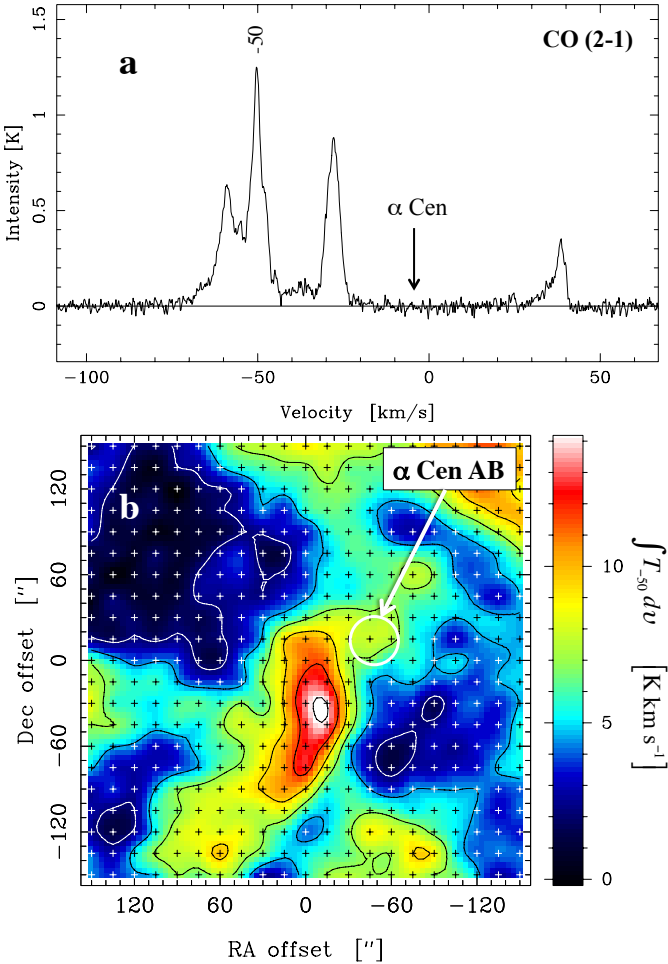 1.5
1
0.5
0
Intensity [K]
a
-50
CO (2-1)
α Cen
−100
−50
0
50
Velocity [km/s]
120
60
0
−60
−120
Dec offset ["]
b
α Cen AB
10
5
0
∫T₋₅₀ dv [K km s⁻¹]
120
60
0
−60
−120
RA offset ["]